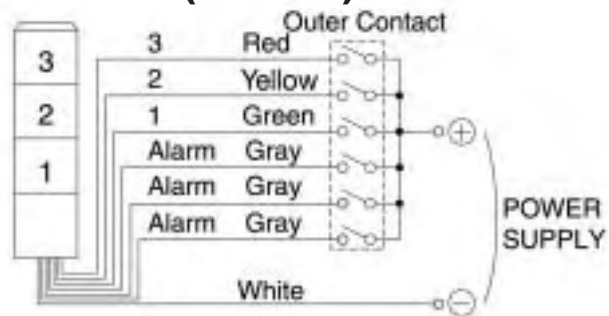 Outer Contact
3 Red
2 Yellow
1 Green
Alarm Gray
Alarm Gray
Alarm Gray
White
3
2
1
+
−
POWER
SUPPLY